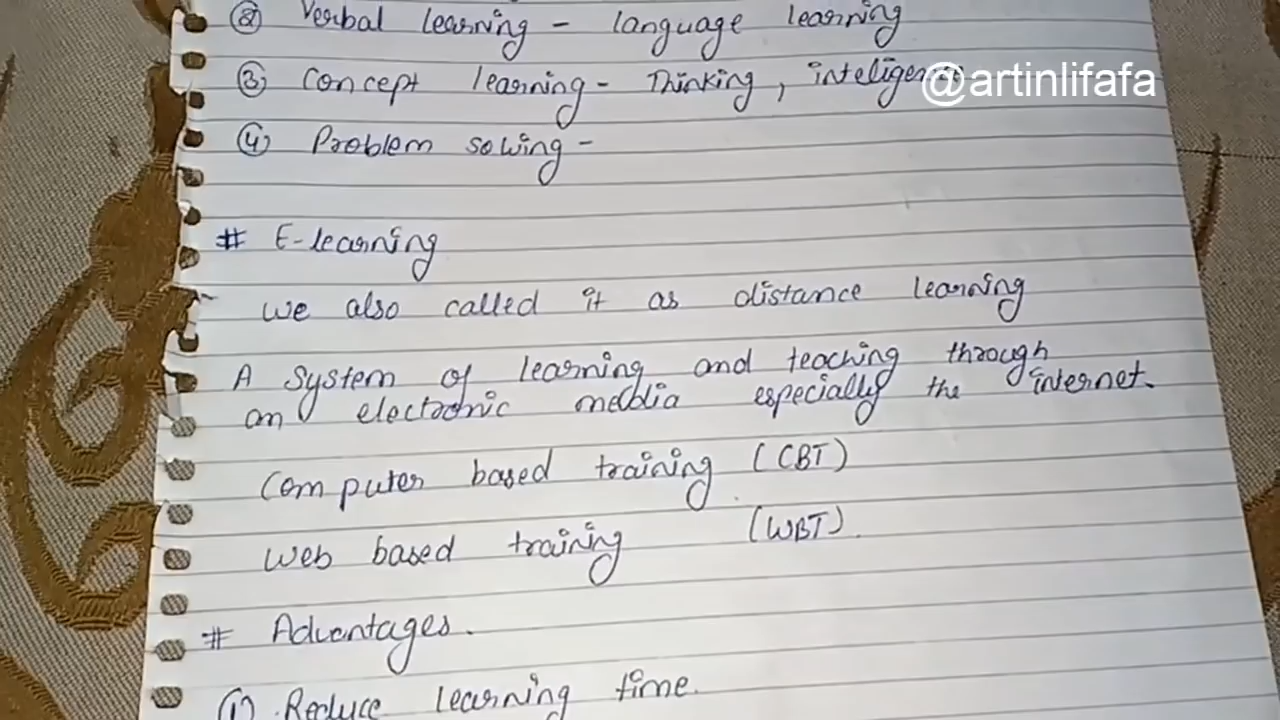 ② Verbal learning - language learning
③ Concept learning - Thinking, inteligence
@artinlifafa
④ Problem solving -
# E-learning
We also called it as distance learning
A system of learning and teaching through
an electronic media especially the internet.
Computer based training (CBT)
Web based training (WBT).
# Advantages.
① Reduce learning time.